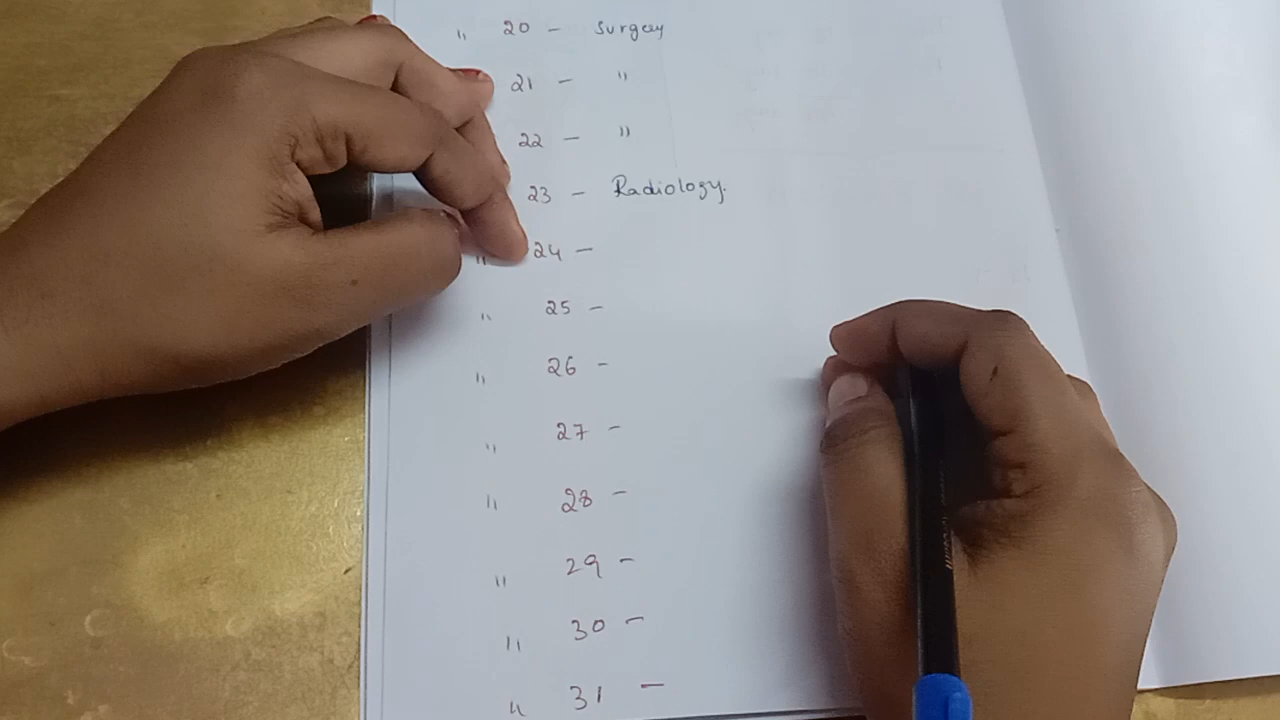 " 20 - Surgery
21 - "
22 - "
23 - Radiology.
" 24 -
" 25 -
" 26 -
" 27 -
" 28 -
" 29 -
" 30 -
" 31 -